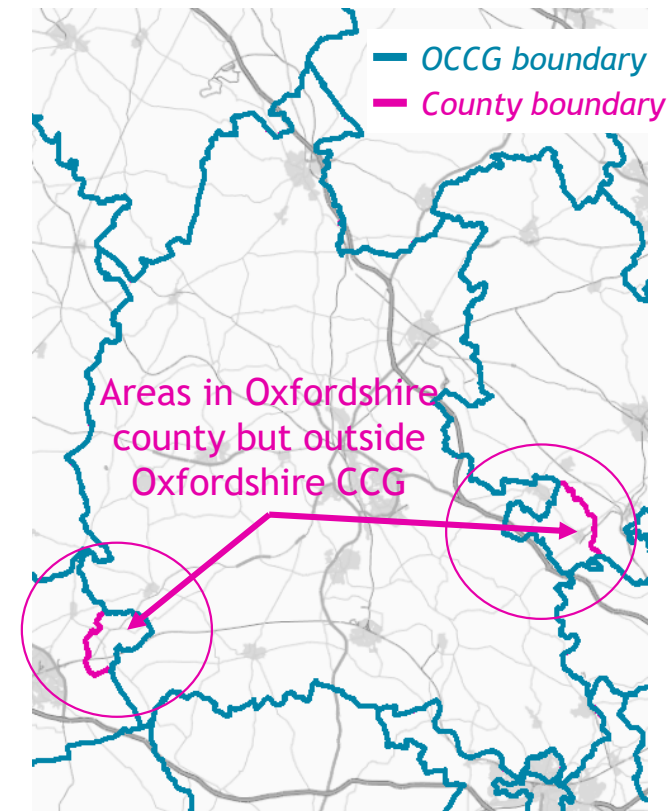 OCCG boundary
County boundary
Areas in Oxfordshire
county but outside
Oxfordshire CCG